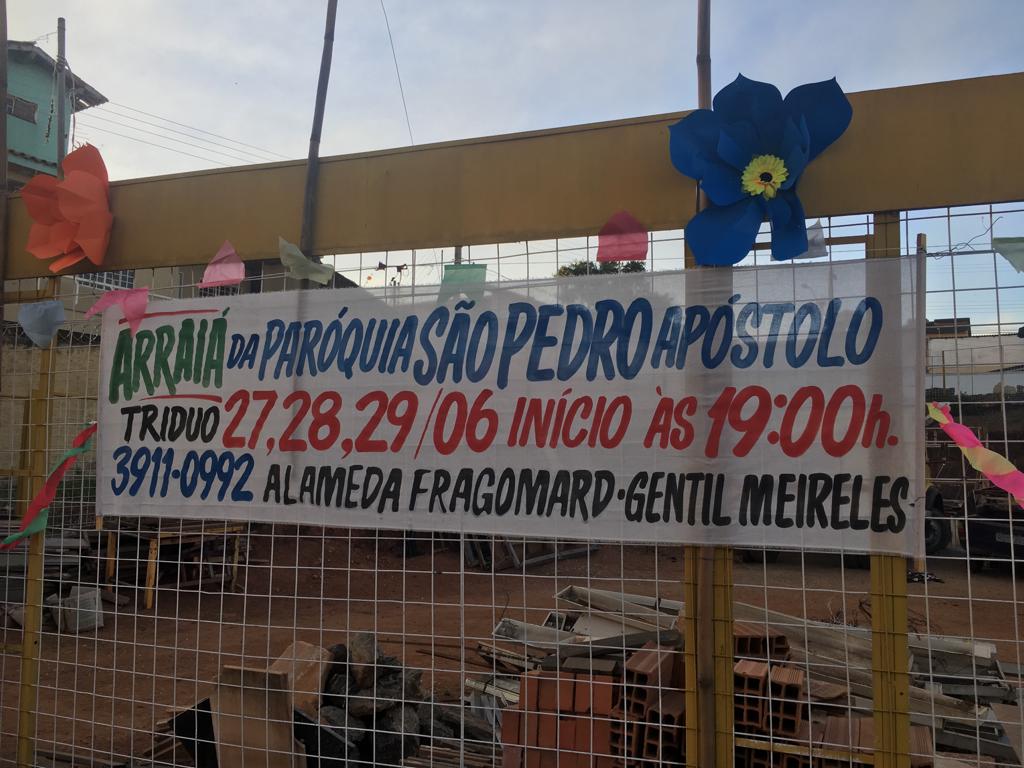 ARRAIÁ DA PARÓQUIA SÃO PEDRO APÓSTOLO
TRIDUO 27,28,29/06 INÍCIO ÀS 19:00h.
3911-0992 ALAMEDA FRAGOMARD·GENTIL MEIRELES